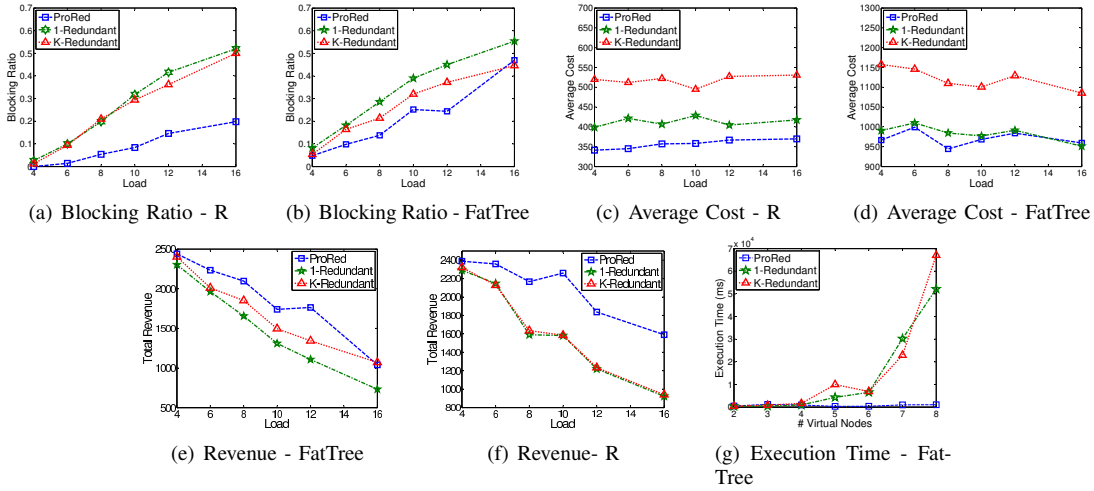 ProRed
1-Redundant
K-Redundant
Blocking Ratio
0.7
0.6
0.5
0.4
0.3
0.2
0.1
0
4 6 8 10 12 14 16
Load
(a) Blocking Ratio - R
ProRed
1-Redundant
K-Redundant
Blocking Ratio
0.7
0.6
0.5
0.4
0.3
0.2
0.1
0
4 6 8 10 12 14 16
Load
(b) Blocking Ratio - FatTree
ProRed
1-Redundant
K-Redundant
Average Cost
700
650
600
550
500
450
400
350
300
4 6 8 10 12 14 16
Load
(c) Average Cost - R
ProRed
1-Redundant
K-Redundant
Average Cost
1300
1250
1200
1150
1100
1050
1000
950
900
4 6 8 10 12 14 16
Load
(d) Average Cost - FatTree
ProRed
1-Redundant
K-Redundant
Total Revenue
2500
2000
1500
1000
500
4 6 8 10 12 14 16
Load
(e) Revenue - FatTree
ProRed
1-Redundant
K-Redundant
Total Revenue
2400
2200
2000
1800
1600
1400
1200
1000
800
4 6 8 10 12 14 16
Load
(f) Revenue- R
ProRed
1-Redundant
K-Redundant
Execution Time (ms)
7 x 10^4
6
5
4
3
2
1
0
2 3 4 5 6 7 8
# Virtual Nodes
(g) Execution Time - Fat-
Tree